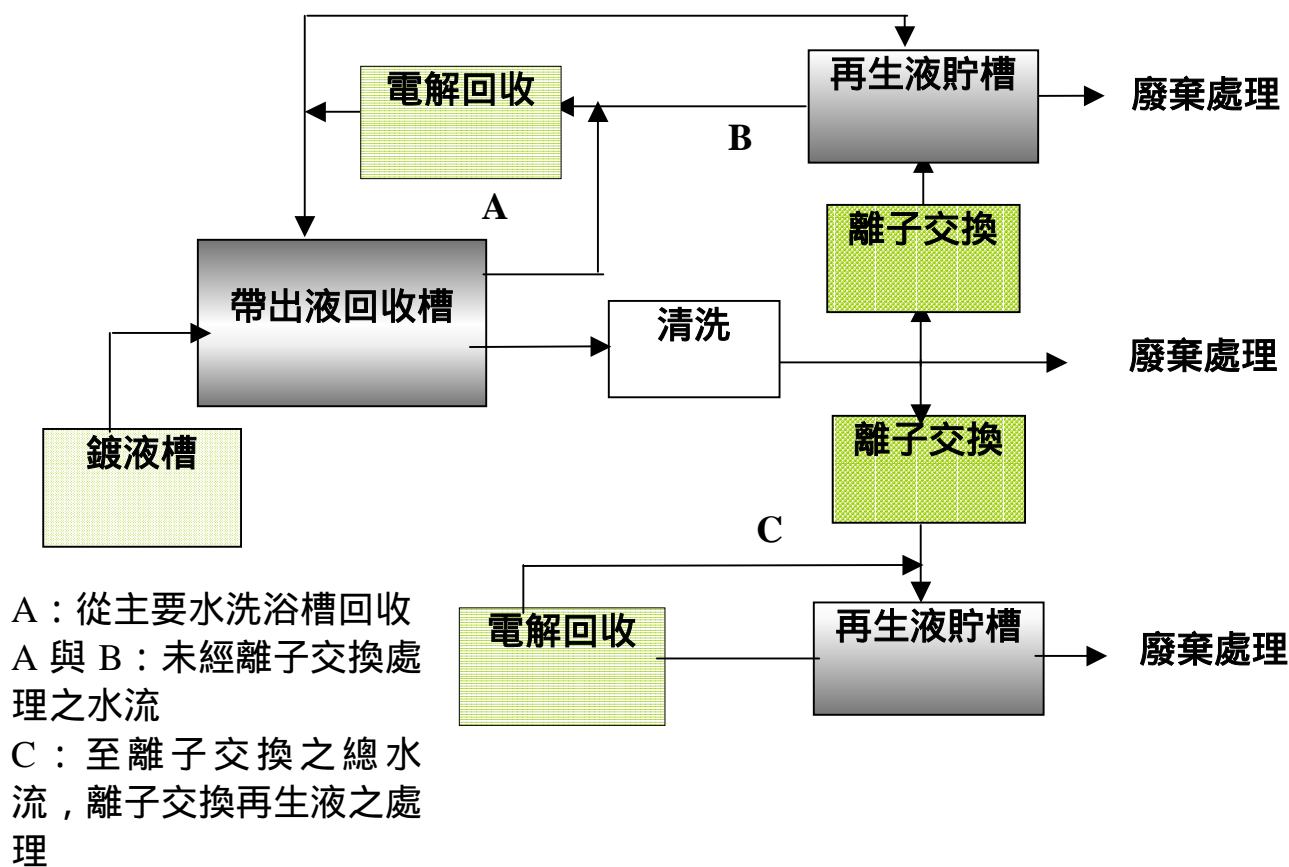 電解回收
再生液貯槽
廢棄處理
B
A
離子交換
帶出液回收槽
清洗
廢棄處理
鍍液槽
離子交換
C
電解回收
再生液貯槽
廢棄處理
A：從主要水洗浴槽回收
A 與 B：未經離子交換處
理之水流
C：至離子交換之總水
流，離子交換再生液之處
理